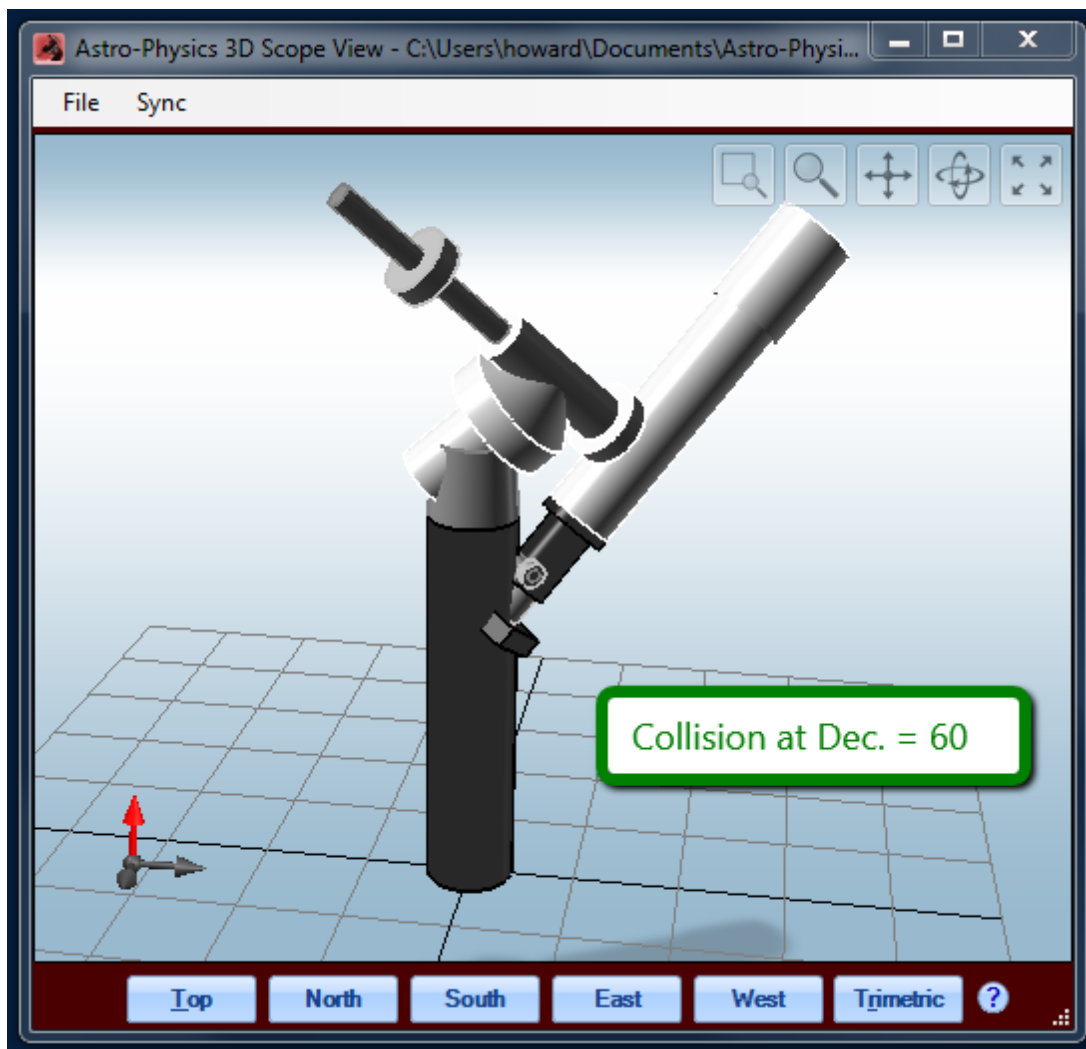 Astro-Physics 3D Scope View - C:\Users\howard\Documents\Astro-Physi...
File Sync
Collision at Dec. = 60
Top North South East West Trimetric ?